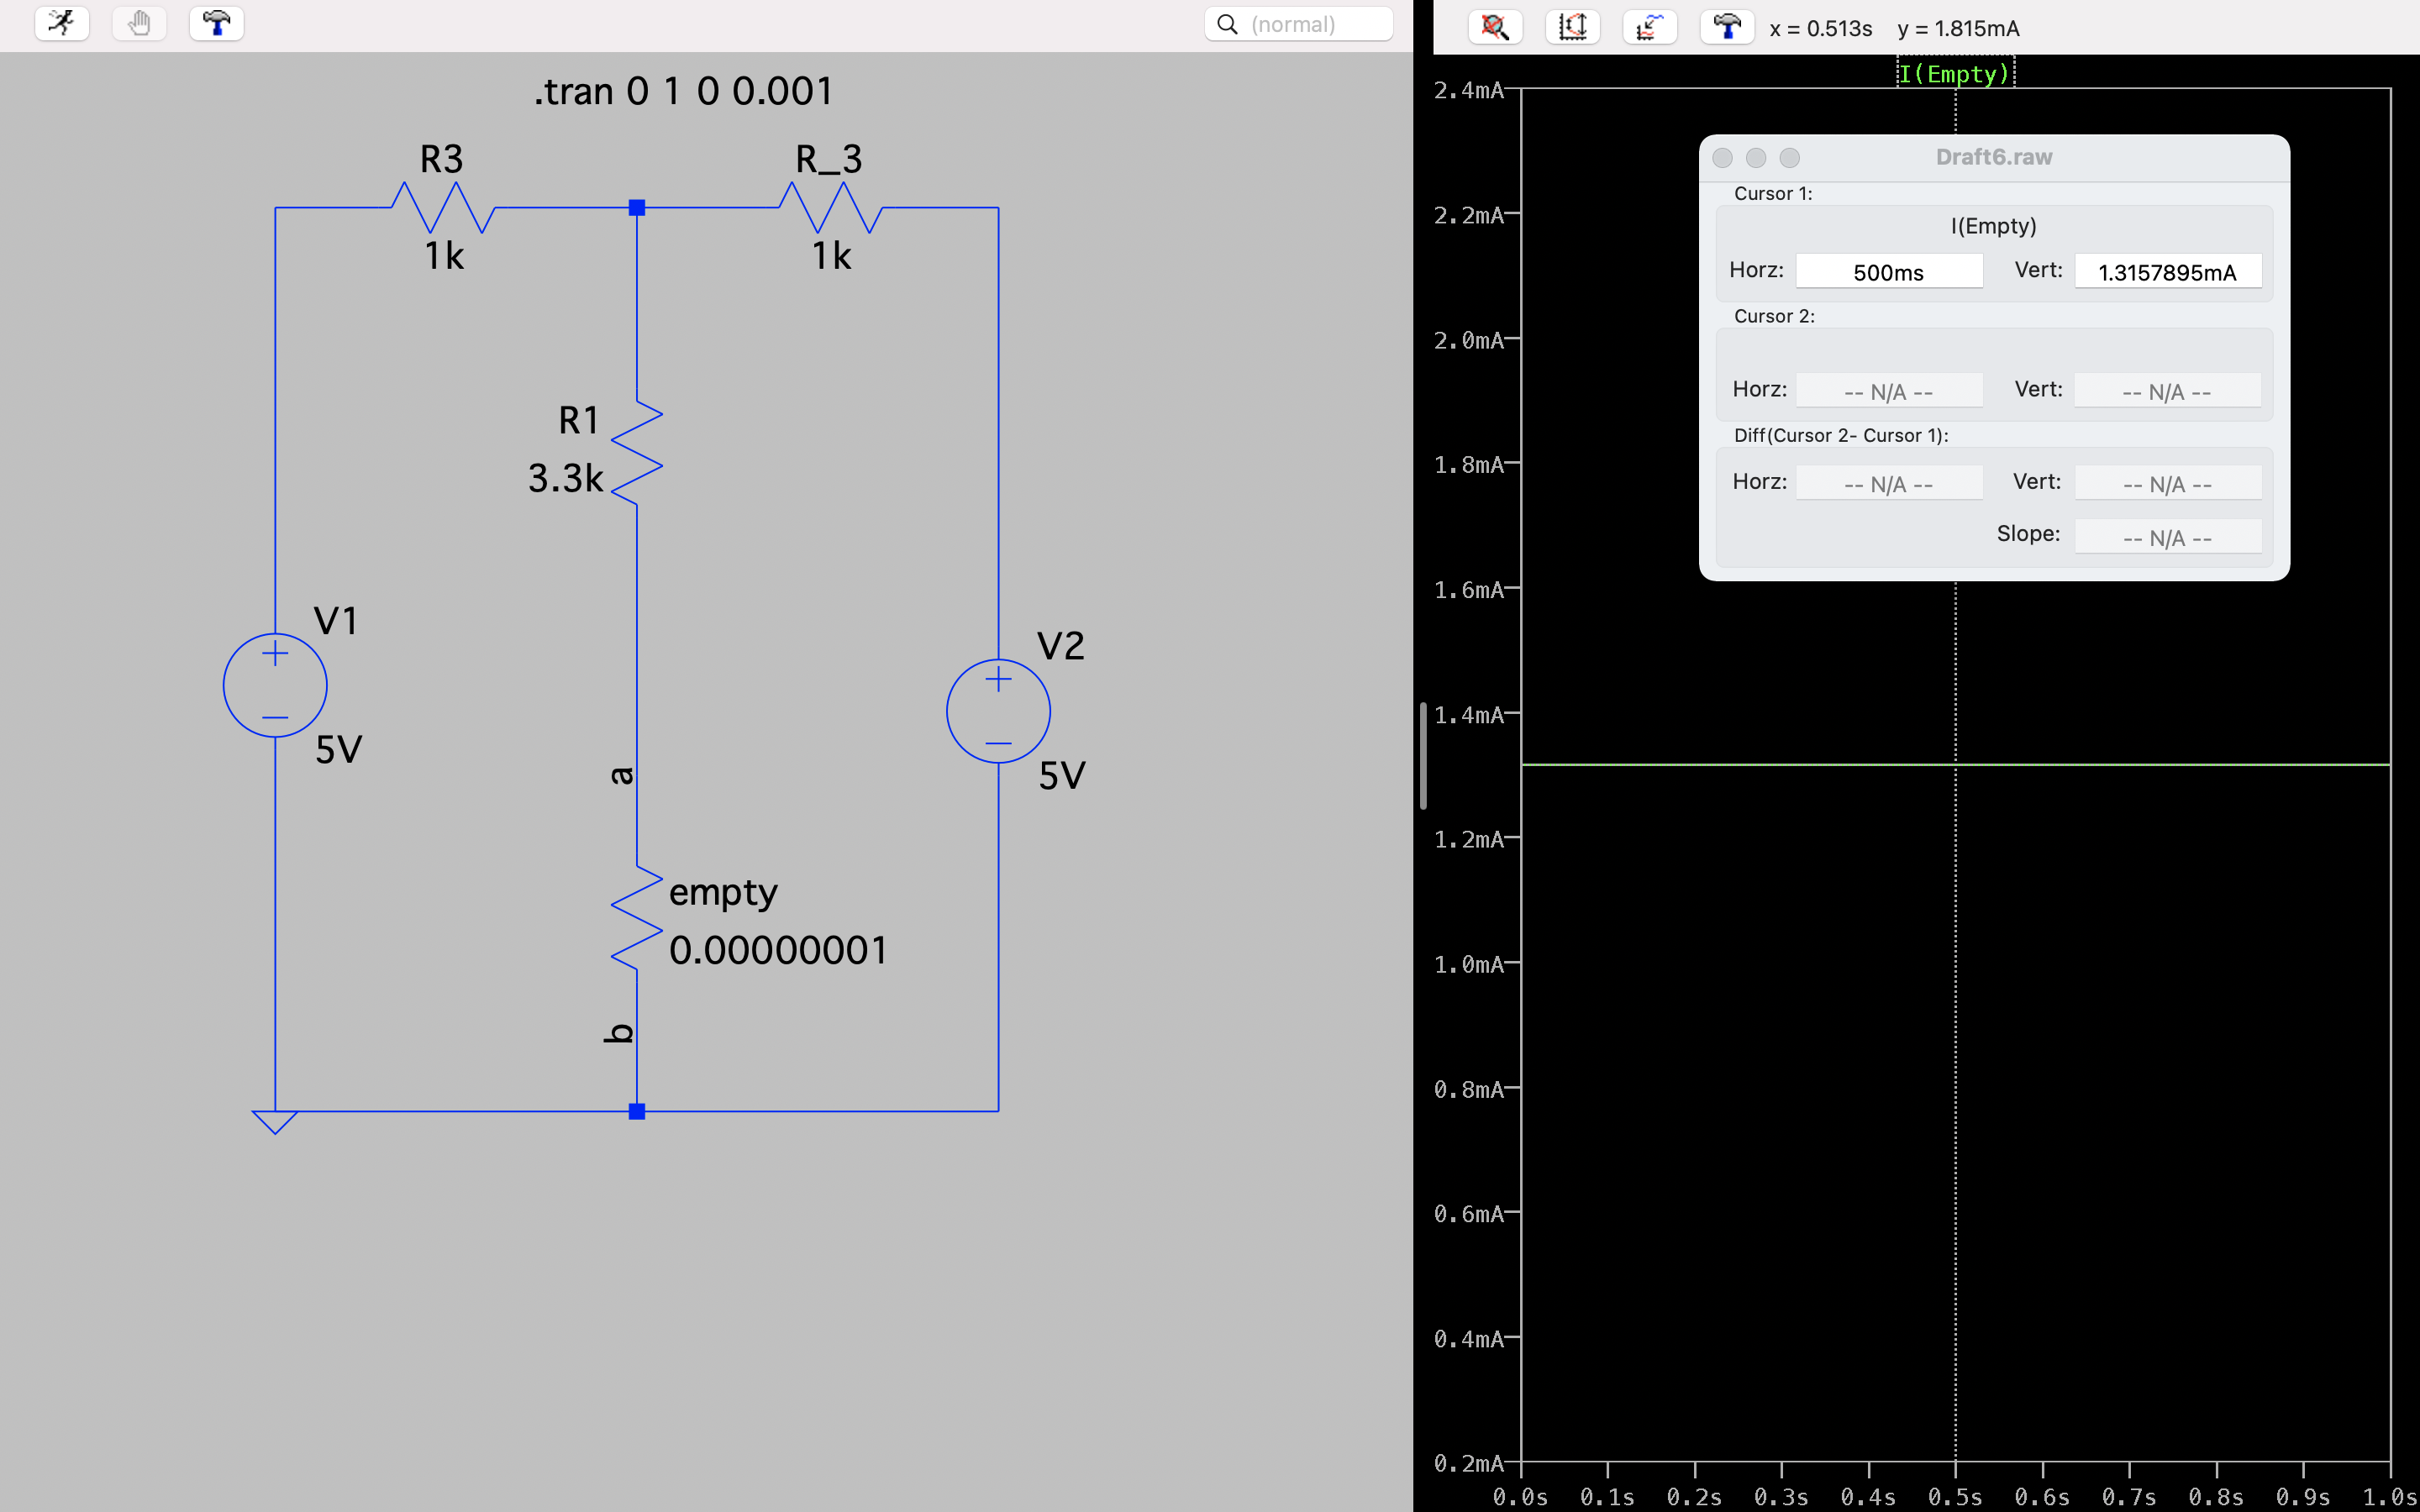 (normal)
.tran 0 1 0 0.001
R3
R_3
1k
1k
R1
3.3k
V1
5V
V2
5V
a
empty
0.00000001
b
x = 0.513s y = 1.815mA
I(Empty)
2.4mA
2.2mA
2.0mA
1.8mA
1.6mA
1.4mA
1.2mA
1.0mA
0.8mA
0.6mA
0.4mA
0.2mA
0.0s 0.1s 0.2s 0.3s 0.4s 0.5s 0.6s 0.7s 0.8s 0.9s 1.0s
Draft6.raw
Cursor 1:
I(Empty)
Horz: 500ms Vert: 1.3157895mA
Cursor 2:
Horz: -- N/A -- Vert: -- N/A --
Diff(Cursor 2- Cursor 1):
Horz: -- N/A -- Vert: -- N/A --
Slope: -- N/A --